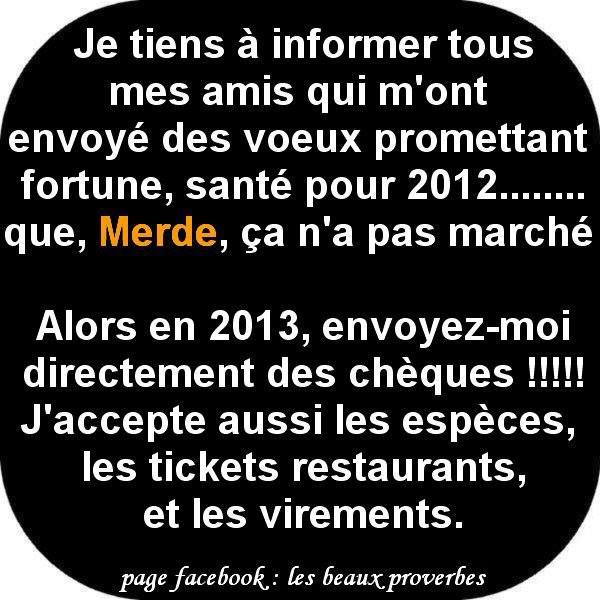 Je tiens à informer tous
mes amis qui m'ont
envoyé des voeux promettant
fortune, santé pour 2012........
que, Merde, ça n'a pas marché
Alors en 2013, envoyez-moi
directement des chèques !!!!!
J'accepte aussi les espèces,
les tickets restaurants,
et les virements.
page facebook : les beaux proverbes